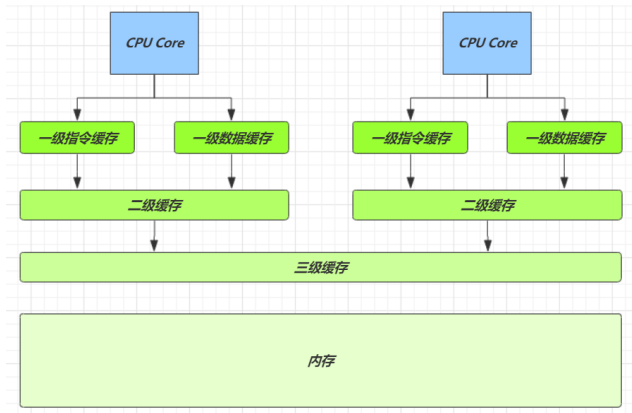 CPU Core
CPU Core
一级指令缓存
一级数据缓存
一级指令缓存
一级数据缓存
二级缓存
二级缓存
三级缓存
内存